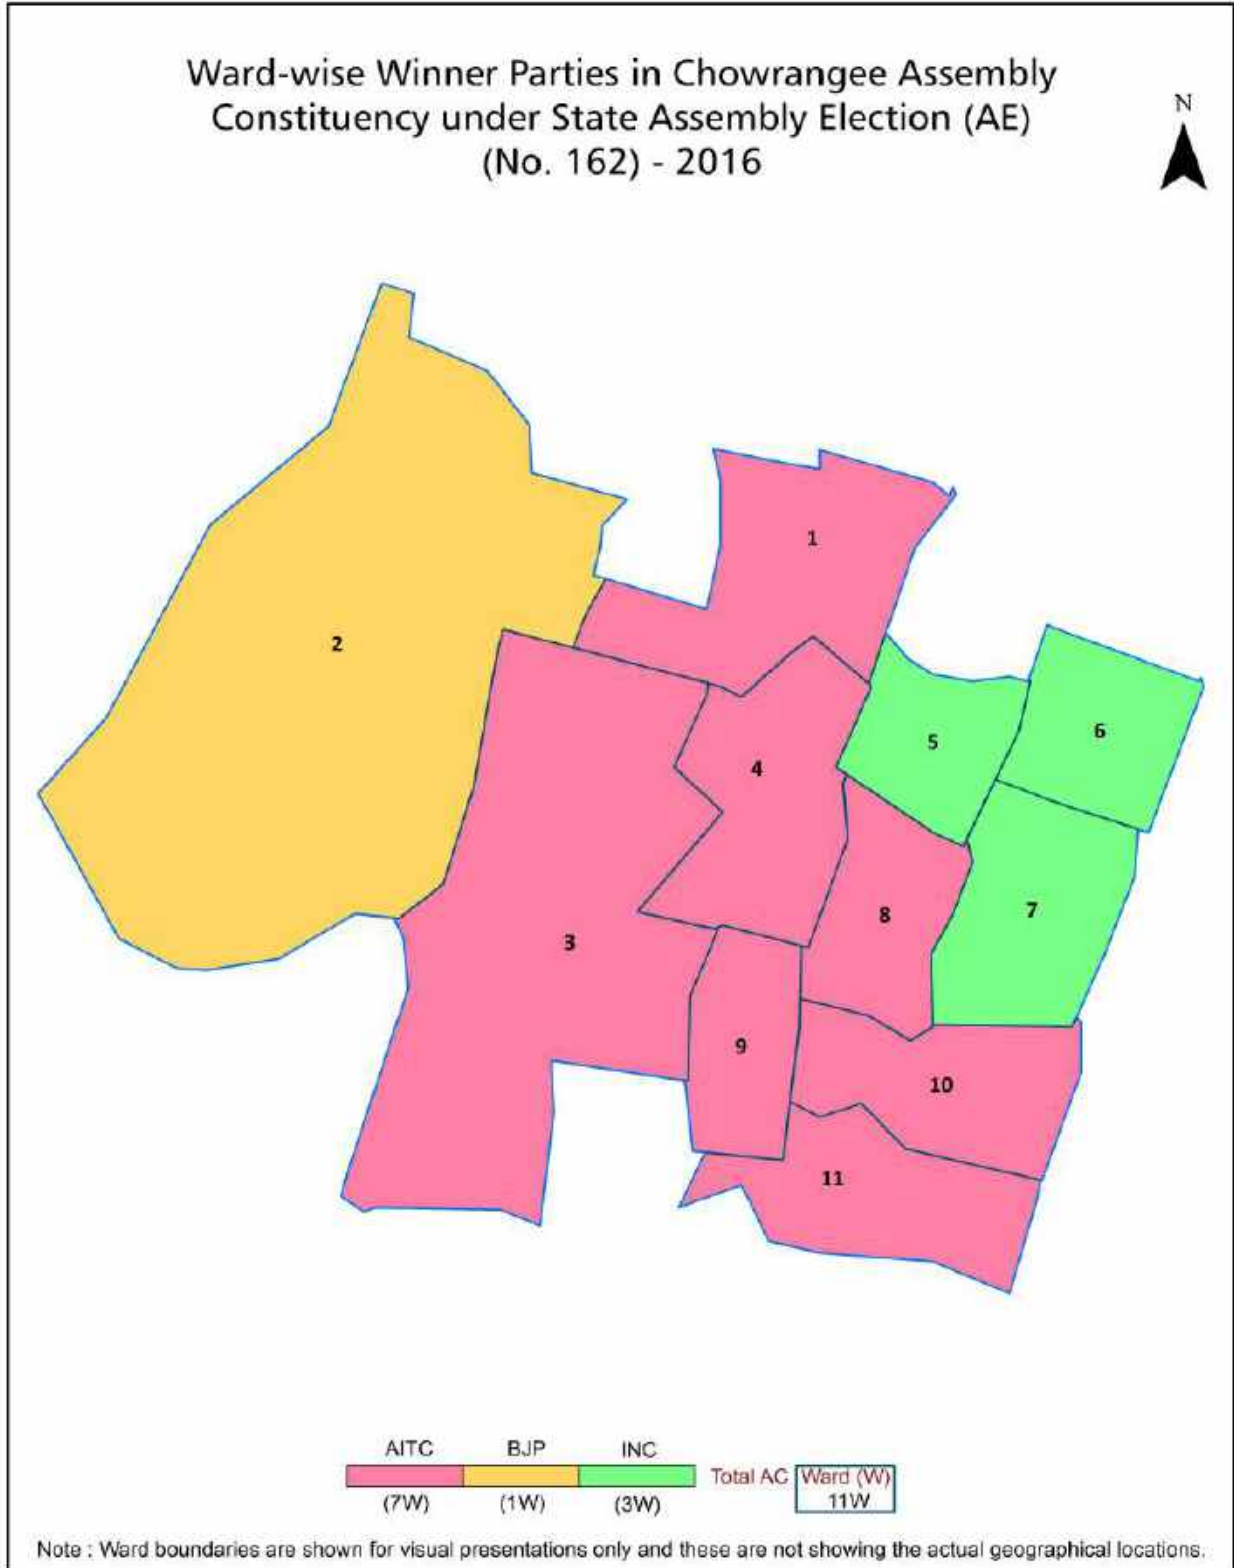 Ward-wise Winner Parties in Chowrangee Assembly
Constituency under State Assembly Election (AE)
(No. 162) - 2016
N
1
2
3
4
5
6
7
8
9
10
11
AITC BJP INC
Total AC Ward (W)
(7W) (1W) (3W) 11W
Note : Ward boundaries are shown for visual presentations only and these are not showing the actual geographical locations.